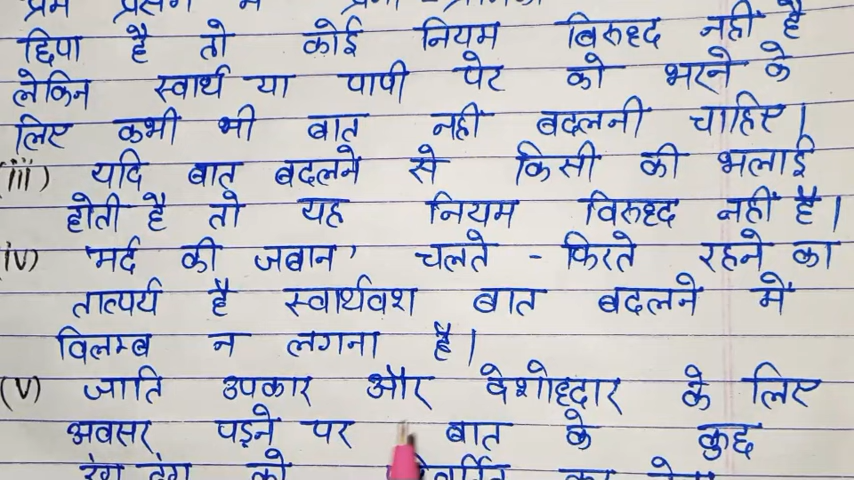 छिपा है तो कोई नियम बिरुध्द नहीं है
लेकिन स्वार्थ या पापी पेट को भरने के
लिए कभी भी बात नही बदलनी चाहिए।
(iii) यदि बात बदलने से किसी की भलाई
होती है तो यह नियम विरुध्द नहीं है।
(iv) 'मर्द की जबान' चलते - फिरते रहने का
तात्पर्य है स्वार्थवश बात बदलने में
विलम्ब न लगना है।
(v) जाति उपकार और देशोध्दार के लिए
अवसर पड़ने पर बात के कुछ
रंग ढंग को